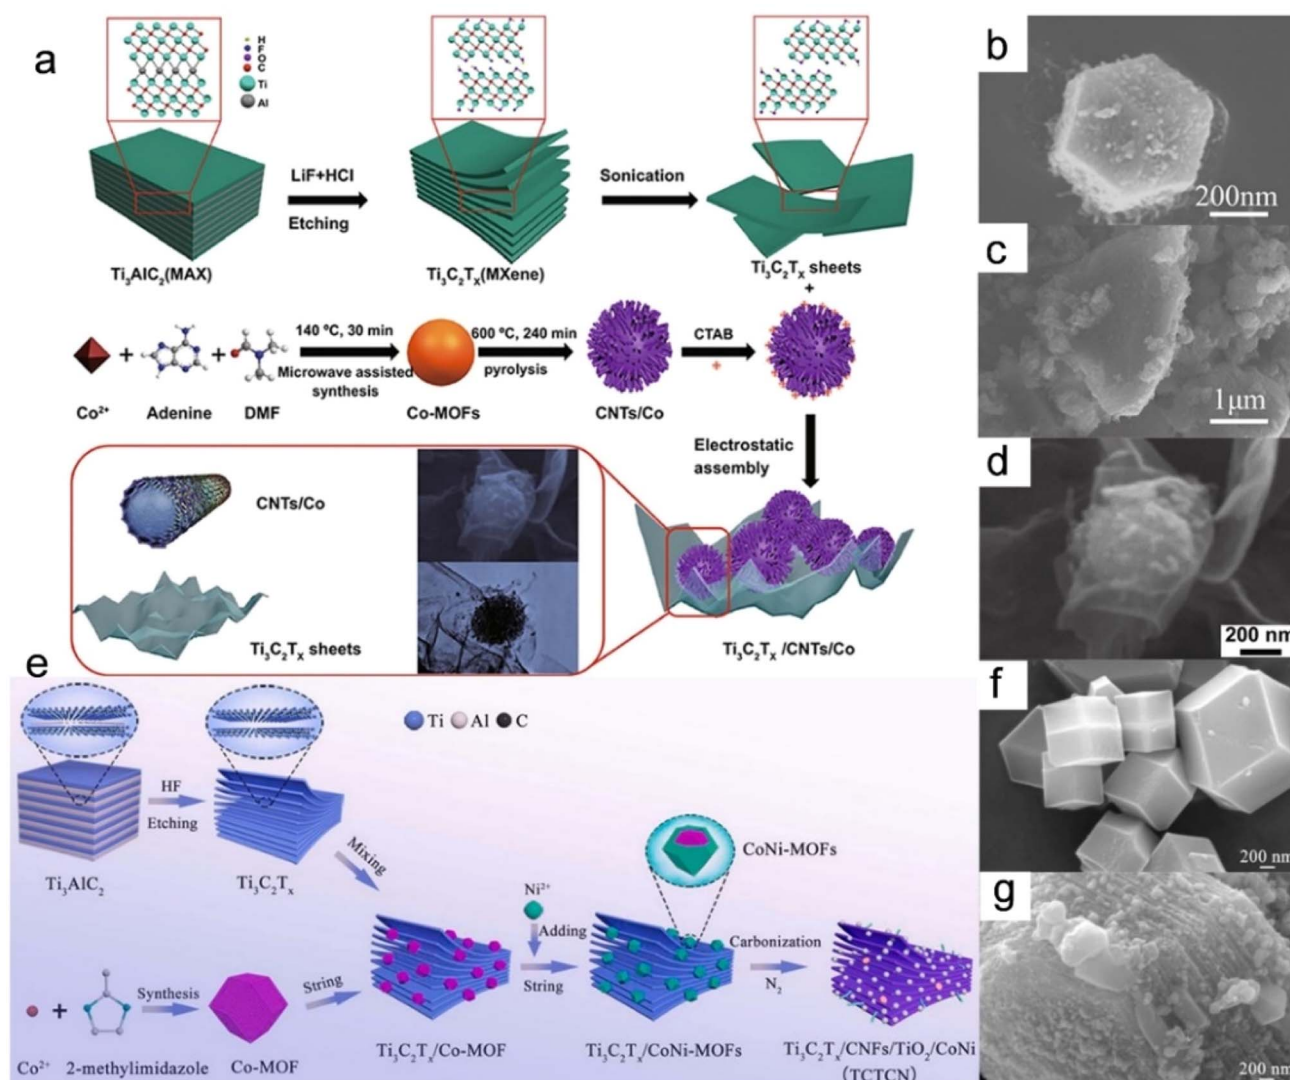 a
H
F
O
C
Ti
Al
LiF+HCl
Etching
Sonication
Ti₃AlC₂(MAX)
Ti₃C₂Tₓ(MXene)
Ti₃C₂Tₓ sheets
+
140 ℃, 30 min
Microwave assisted
synthesis
600 ℃, 240 min
pyrolysis
CTAB
+
+
+
Co²⁺
Adenine
DMF
Co-MOFs
CNTs/Co
Electrostatic
assembly
CNTs/Co
Ti₃C₂Tₓ sheets
Ti₃C₂Tₓ /CNTs/Co
b
200nm
c
1μm
d
200 nm
e
Ti
Al
C
HF
Etching
Ti₃AlC₂
Ti₃C₂Tₓ
Mixing
CoNi-MOFs
Ni²⁺
Adding
String
Carbonization
N₂
+
Synthesis
String
Co²⁺
2-methylimidazole
Co-MOF
Ti₃C₂Tₓ/Co-MOF
Ti₃C₂Tₓ/CoNi-MOFs
Ti₃C₂Tₓ/CNFs/TiO₂/CoNi
(TCTCN)
f
200 nm
g
200 nm